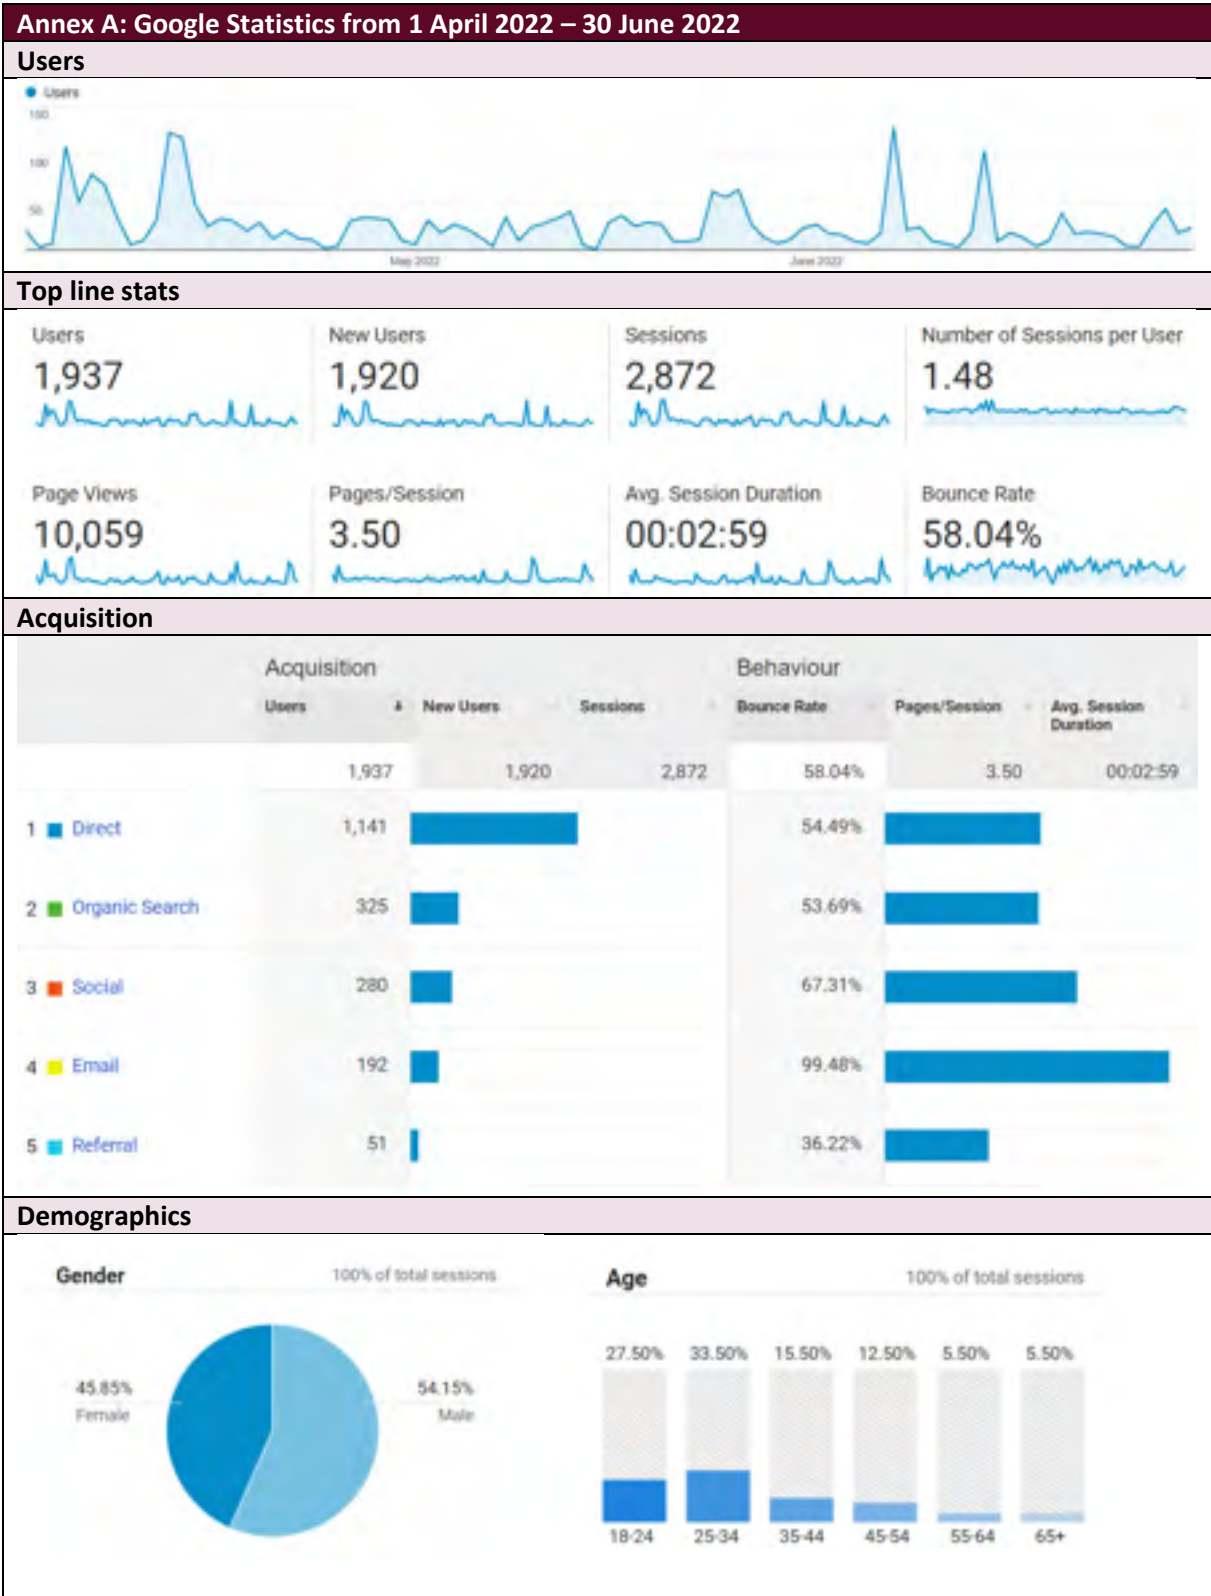 Annex A: Google Statistics from 1 April 2022 – 30 June 2022
Users
Users
150
100
50
May 2022
June 2022
Top line stats
Users
New Users
Sessions
Number of Sessions per User
1,937
1,920
2,872
1.48
Page Views
Pages/Session
Avg. Session Duration
Bounce Rate
10,059
3.50
00:02:59
58.04%
Acquisition
Acquisition
Behaviour
Users
New Users
Sessions
Bounce Rate
Pages/Session
Avg. Session
Duration
1,937
1,920
2,872
58.04%
3.50
00:02:59
1 Direct
1,141
54.49%
2 Organic Search
325
53.69%
3 Social
280
67.31%
4 Email
192
99.48%
5 Referral
51
36.22%
Demographics
Gender
100% of total sessions
45.85%
Female
54.15%
Male
Age
100% of total sessions
27.50% 33.50% 15.50% 12.50% 5.50% 5.50%
18-24 25-34 35-44 45-54 55-64 65+